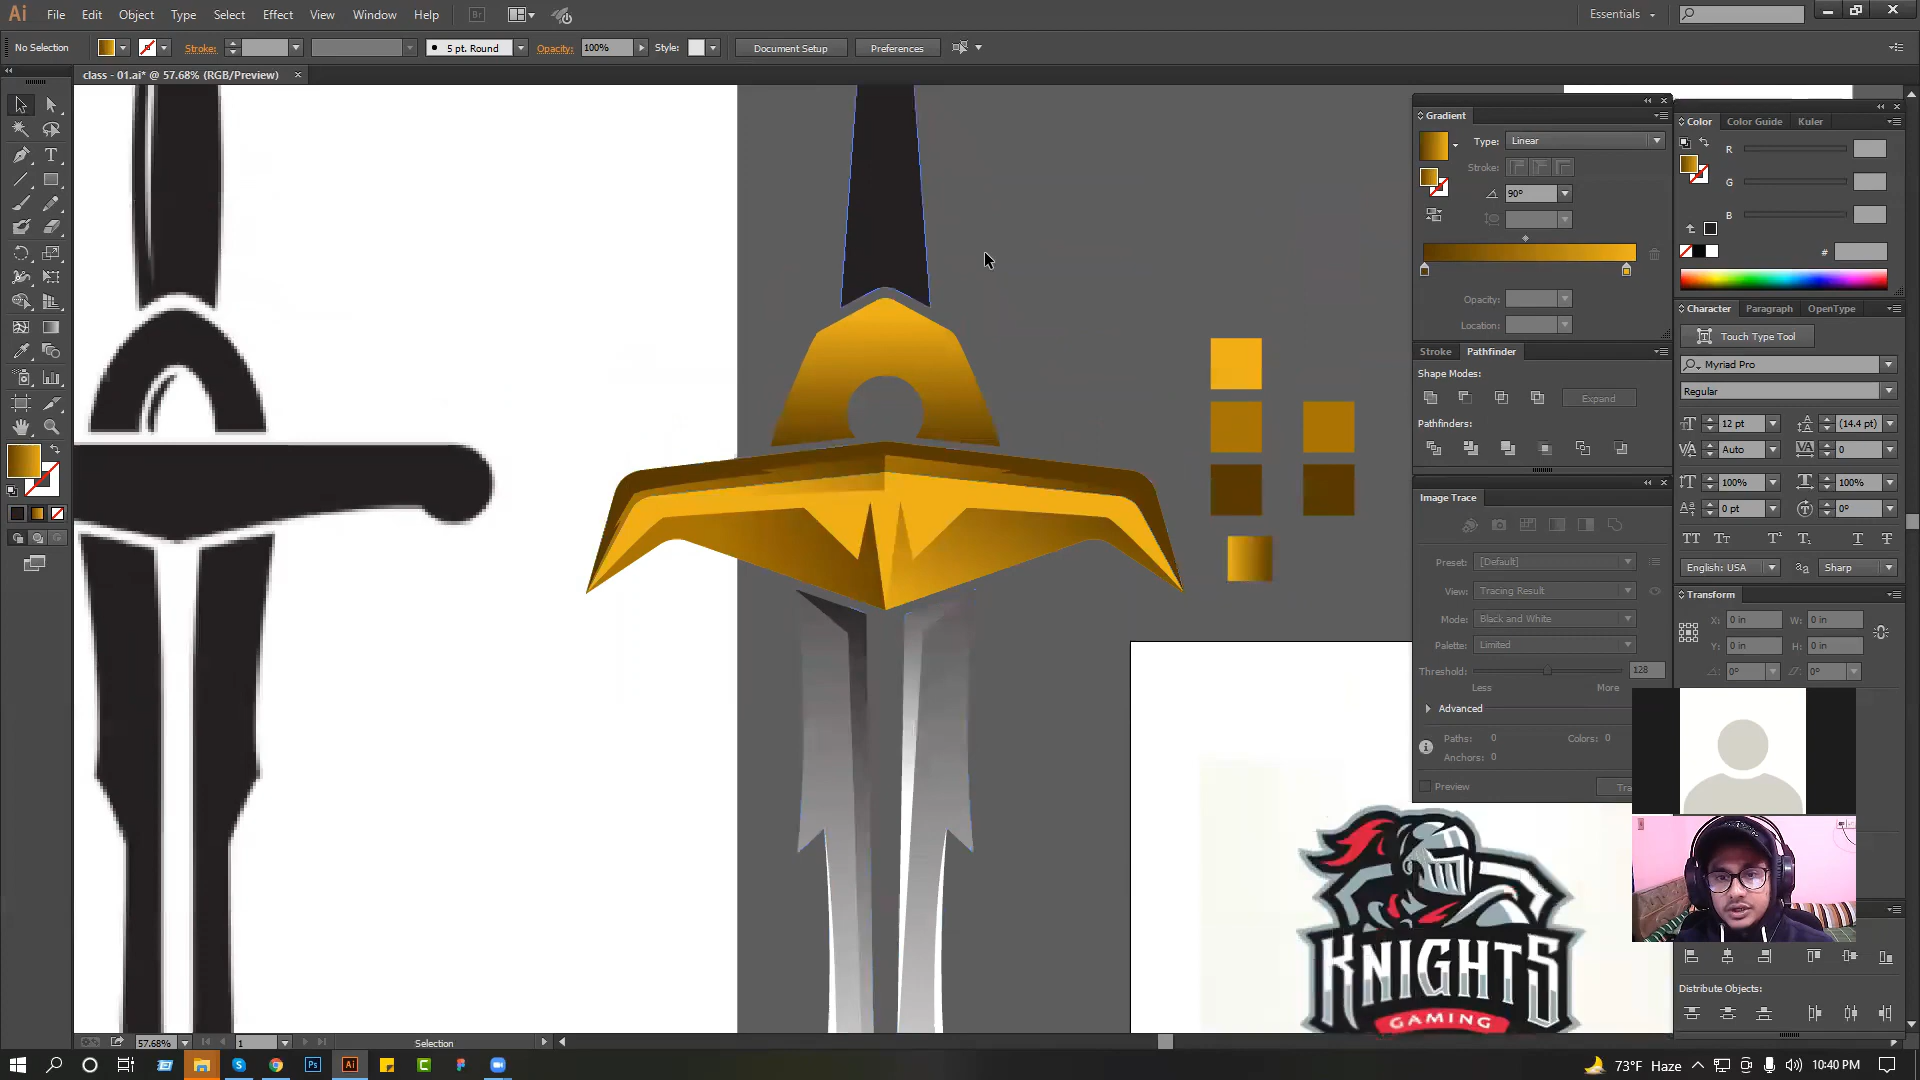 Ai File Edit Object Type Select Effect View Window Help Br Essentials
No Selection Stroke: 5 pt. Round Opacity: 100% Style: Document Setup Preferences
class - 01.ai* @ 57.68% (RGB/Preview)
Gradient
Type: Linear
Stroke:
90°
Opacity:
Location:
Stroke Pathfinder
Shape Modes:
Expand
Pathfinders:
Image Trace
Preset: [Default]
View: Tracing Result
Mode: Black and White
Palette: Limited
Threshold: 128
Less More
Advanced
Paths: 0 Colors: 0
Anchors: 0
Preview Tra
Color Color Guide Kuler
R
G
B
#
Character Paragraph OpenType
Touch Type Tool
Myriad Pro
Regular
12 pt (14.4 pt)
Auto 0
100% 100%
0 pt 0°
English: USA Sharp
Transform
X: 0 in W: 0 in
Y: 0 in H: 0 in
0° 0°
Distribute Objects:
KNIGHTS
GAMING
57.68% 1 Selection
73°F Haze 10:40 PM